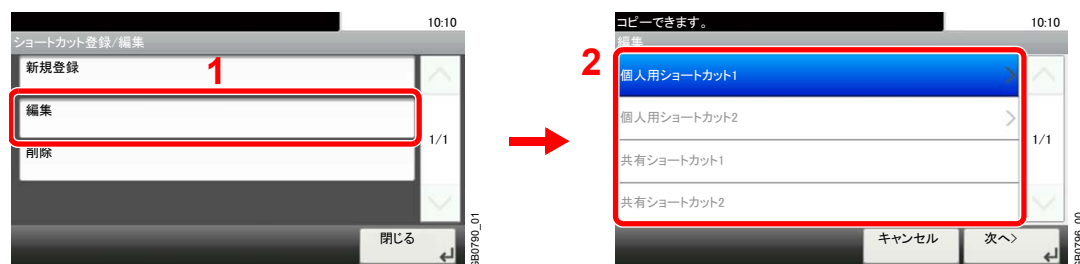 10:10
ショートカット登録/編集
新規登録
1
編集
1/1
削除
閉じる
GB0790_01
コピーできます。
10:10
編集
2
個人用ショートカット1
個人用ショートカット2
1/1
共有ショートカット1
共有ショートカット2
キャンセル
次へ>
GB0796_00